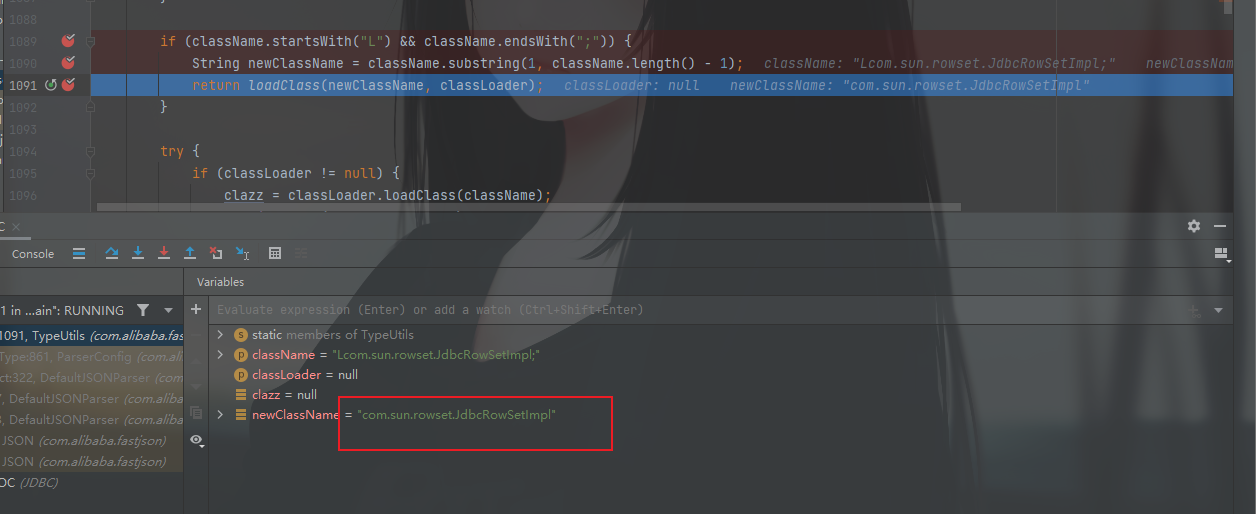 1088
1089 if (className.startsWith("L") && className.endsWith(";")) {
1090 String newClassName = className.substring(1, className.length() - 1); className: "Lcom.sun.rowset.JdbcRowSetImpl;" newClassNam
1091 return loadClass(newClassName, classLoader); classLoader: null newClassName: "com.sun.rowset.JdbcRowSetImpl"
1092 }
1093
1094 try {
1095 if (classLoader != null) {
1096 clazz = classLoader.loadClass(className);
C ×
Console
Variables
1 in ...ain": RUNNING
Evaluate expression (Enter) or add a watch (Ctrl+Shift+Enter)
1091, TypeUtils (com.alibaba.fast
static members of TypeUtils
Type:861, ParserConfig (com.alib
className = "Lcom.sun.rowset.JdbcRowSetImpl;"
ct:322, DefaultJSONParser (com.a
classLoader = null
, DefaultJSONParser (com.aliba
clazz = null
, DefaultJSONParser (com.aliba
newClassName = "com.sun.rowset.JdbcRowSetImpl"
JSON (com.alibaba.fastjson)
JSON (com.alibaba.fastjson)
OC (JDBC)